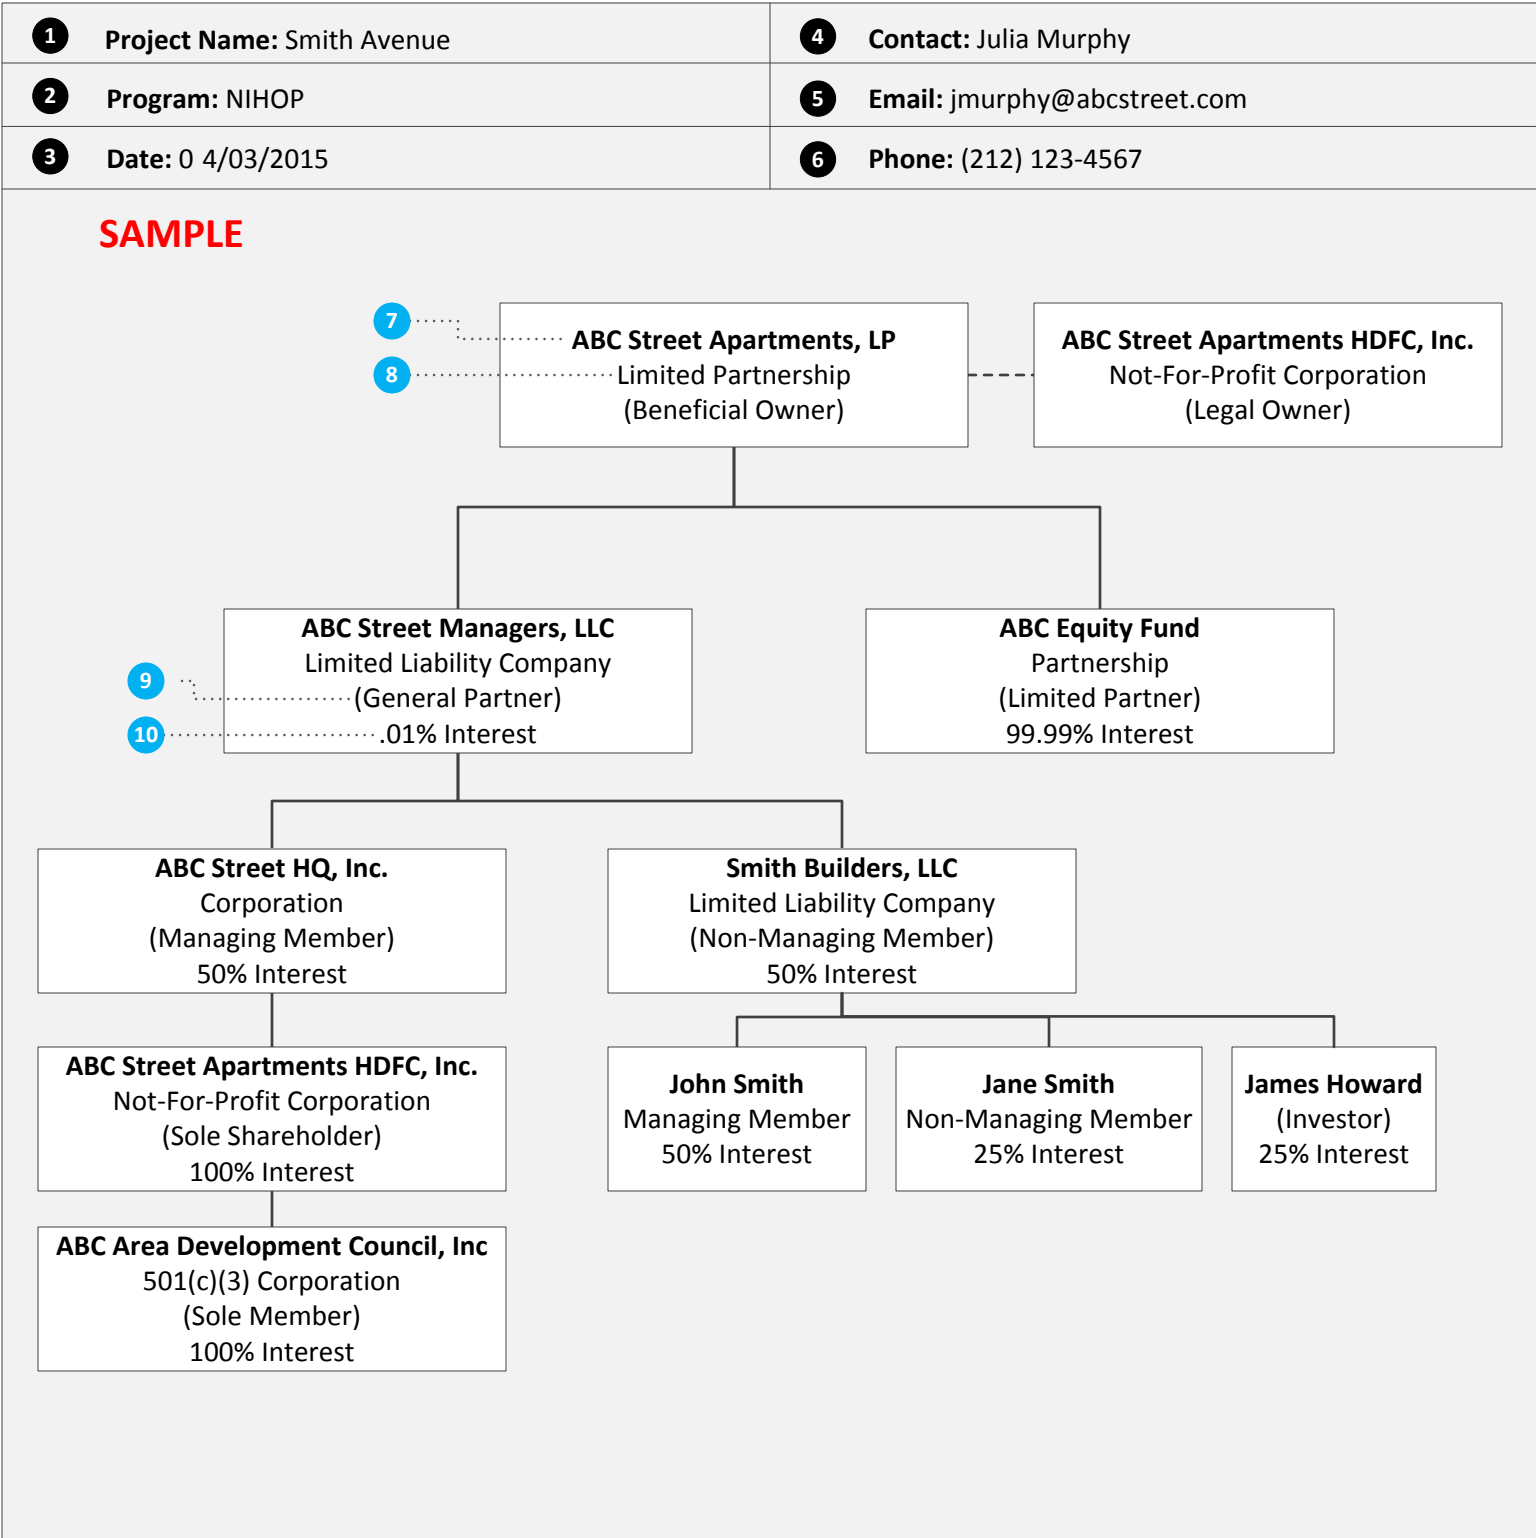 1 Project Name: Smith Avenue
4 Contact: Julia Murphy
2 Program: NIHOP
5 Email: jmurphy@abcstreet.com
3 Date: 0 4/03/2015
6 Phone: (212) 123-4567
SAMPLE
7
8
ABC Street Apartments, LP
Limited Partnership
(Beneficial Owner)
ABC Street Apartments HDFC, Inc.
Not-For-Profit Corporation
(Legal Owner)
9
10
ABC Street Managers, LLC
Limited Liability Company
(General Partner)
.01% Interest
ABC Equity Fund
Partnership
(Limited Partner)
99.99% Interest
ABC Street HQ, Inc.
Corporation
(Managing Member)
50% Interest
Smith Builders, LLC
Limited Liability Company
(Non-Managing Member)
50% Interest
ABC Street Apartments HDFC, Inc.
Not-For-Profit Corporation
(Sole Shareholder)
100% Interest
John Smith
Managing Member
50% Interest
Jane Smith
Non-Managing Member
25% Interest
James Howard
(Investor)
25% Interest
ABC Area Development Council, Inc
501(c)(3) Corporation
(Sole Member)
100% Interest